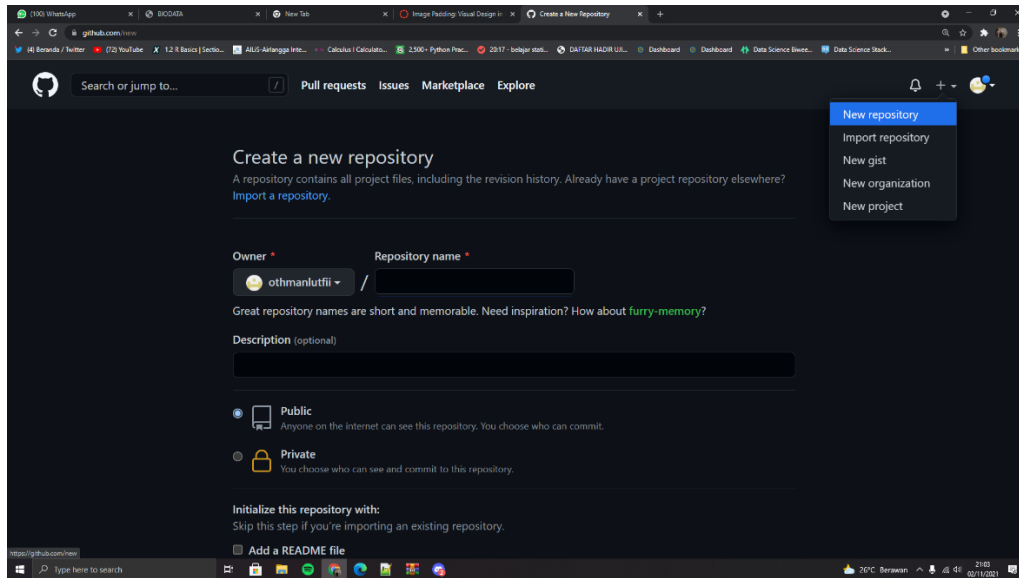 (100) WhatsApp
BIODATA
New Tab
Image Padding: Visual Design in
Create a New Repository
github.com/new
(4) Beranda / Twitter
(72) YouTube
1.2 R Basics | Sectio...
AILiS-Airlangga Inte...
Calculus I Calculato...
2,500+ Python Prac...
20:17 - belajar stati...
DAFTAR HADIR UJI...
Dashboard
Dashboard
Data Science Biwee...
Data Science Stack...
Other bookmark
Search or jump to...
/
Pull requests Issues Marketplace Explore
New repository
Import repository
New gist
New organization
New project
Create a new repository
A repository contains all project files, including the revision history. Already have a project repository elsewhere?
Import a repository.
Owner *
Repository name *
othmanlutfii
/
Great repository names are short and memorable. Need inspiration? How about furry-memory?
Description (optional)
Public
Anyone on the internet can see this repository. You choose who can commit.
Private
You choose who can see and commit to this repository.
Initialize this repository with:
Skip this step if you're importing an existing repository.
Add a README file
https://github.com/new
Type here to search
26°C Berawan
21:03
02/11/2021